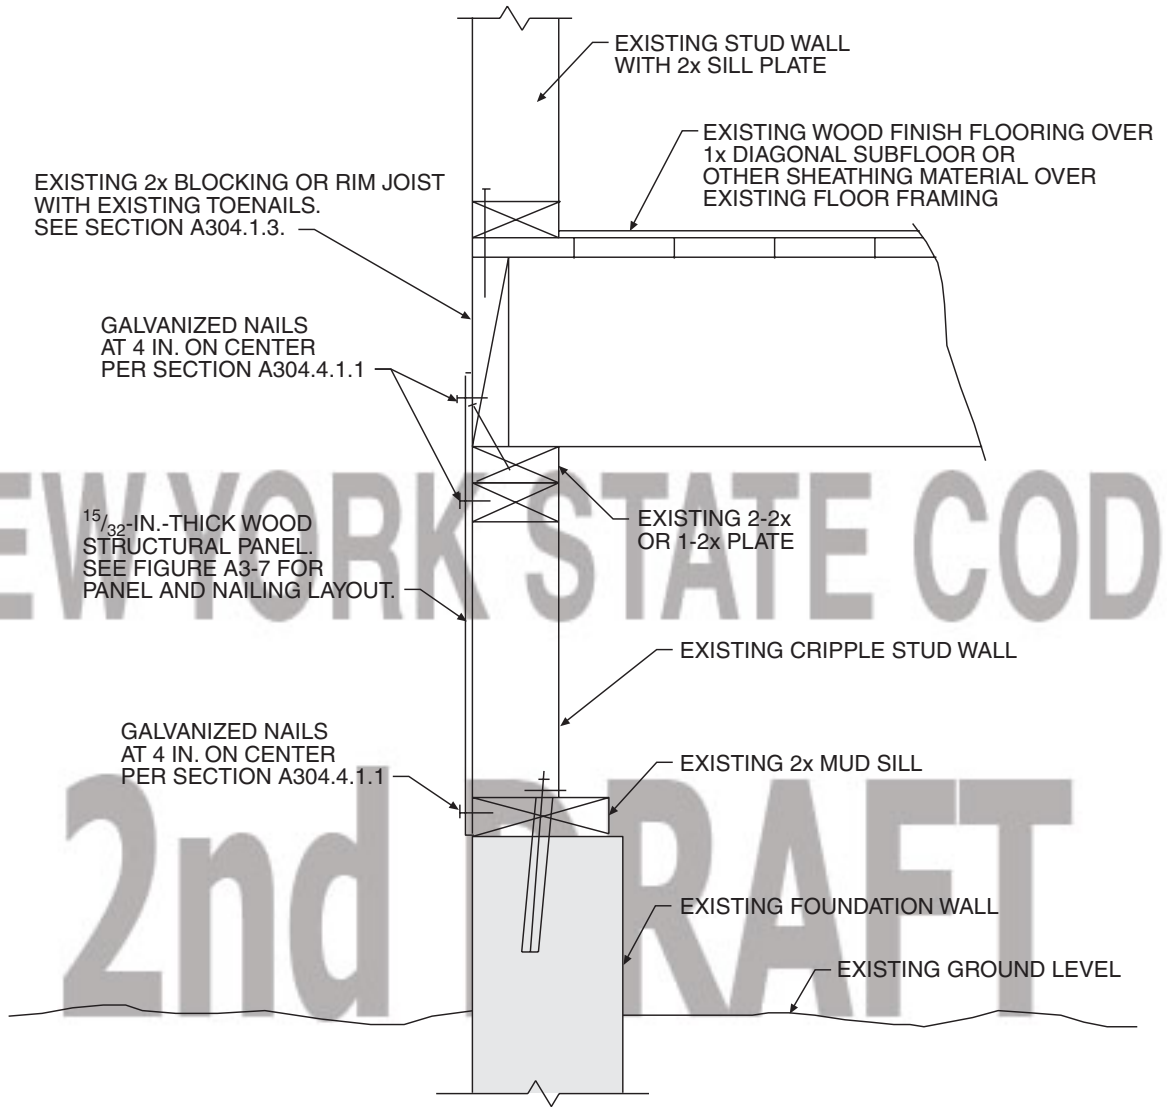 EXISTING STUD WALL
WITH 2x SILL PLATE
EXISTING WOOD FINISH FLOORING OVER
1x DIAGONAL SUBFLOOR OR
OTHER SHEATHING MATERIAL OVER
EXISTING FLOOR FRAMING
EXISTING 2x BLOCKING OR RIM JOIST
WITH EXISTING TOENAILS.
SEE SECTION A304.1.3.
GALVANIZED NAILS
AT 4 IN. ON CENTER
PER SECTION A304.4.1.1
EW YORK STATE COD
15/32-IN.-THICK WOOD
STRUCTURAL PANEL.
SEE FIGURE A3-7 FOR
PANEL AND NAILING LAYOUT.
EXISTING 2-2x
OR 1-2x PLATE
EXISTING CRIPPLE STUD WALL
GALVANIZED NAILS
AT 4 IN. ON CENTER
PER SECTION A304.4.1.1
EXISTING 2x MUD SILL
2nd DRAFT
EXISTING FOUNDATION WALL
EXISTING GROUND LEVEL